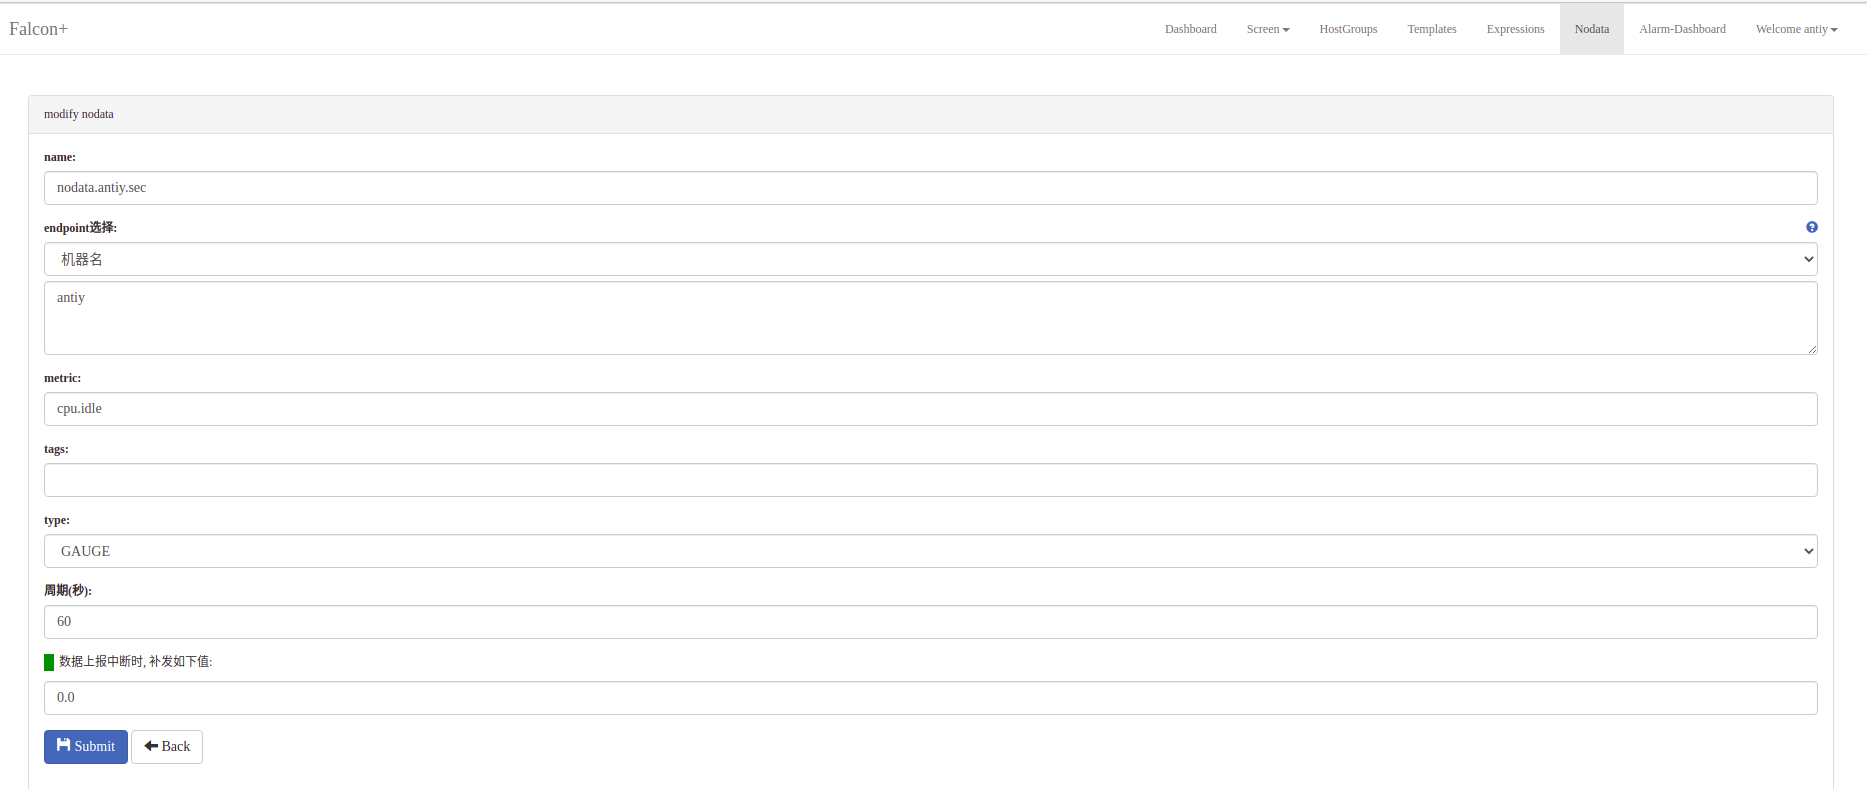 Falcon+ Dashboard Screen HostGroups Templates Expressions Nodata Alarm-Dashboard Welcome antiy
modify nodata
name:
nodata.antiy.sec
endpoint选择:
机器名
antiy
metric:
cpu.idle
tags:
type:
GAUGE
周期(秒):
60
数据上报中断时, 补发如下值:
0.0
Submit Back